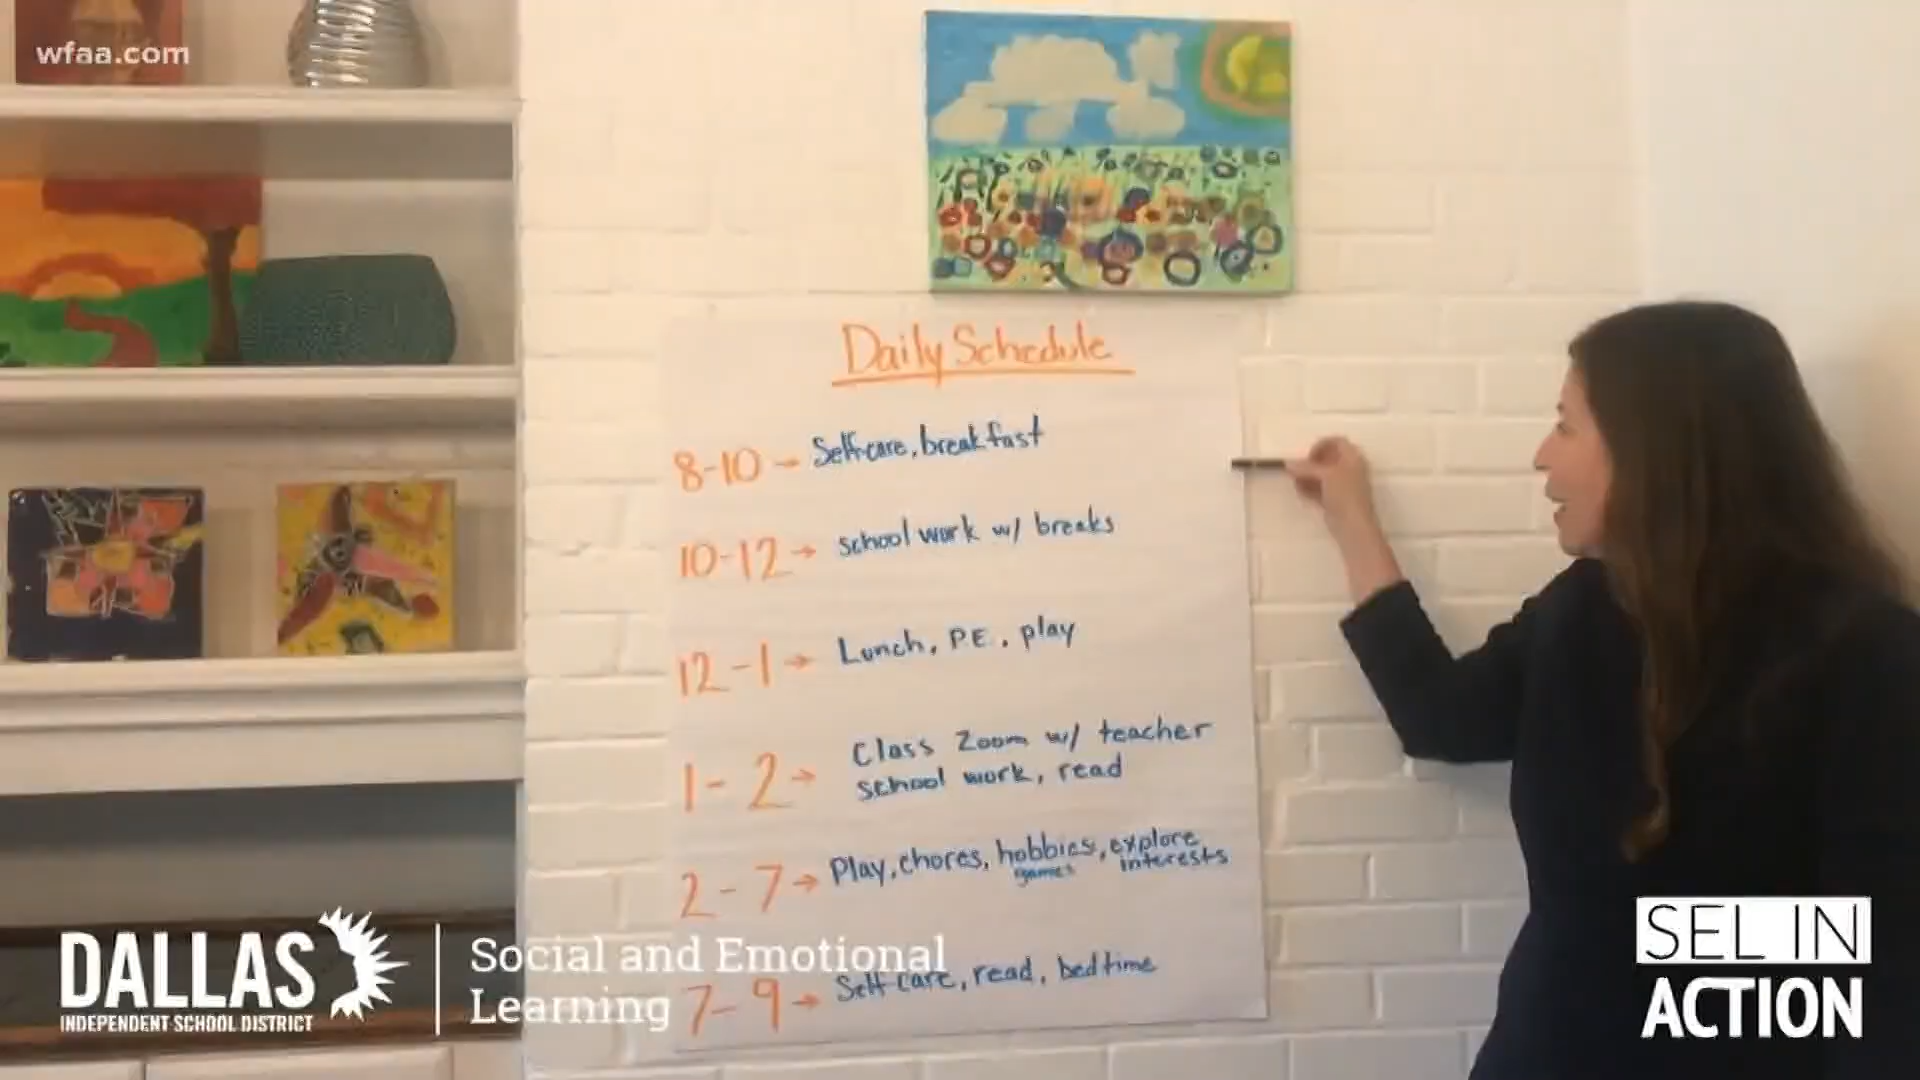 wfaa.com
Daily Schedule
8-10 → Self-care, breakfast
10-12 → school work w/ breaks
12-1 → Lunch, P.E., play
1-2 → Class Zoom w/ teacher
school work, read
2-7 → Play, chores, hobbies, explore
games interests
7-9 → Self-care, read, bedtime
DALLAS
INDEPENDENT SCHOOL DISTRICT
Social and Emotional
Learning
SEL IN
ACTION